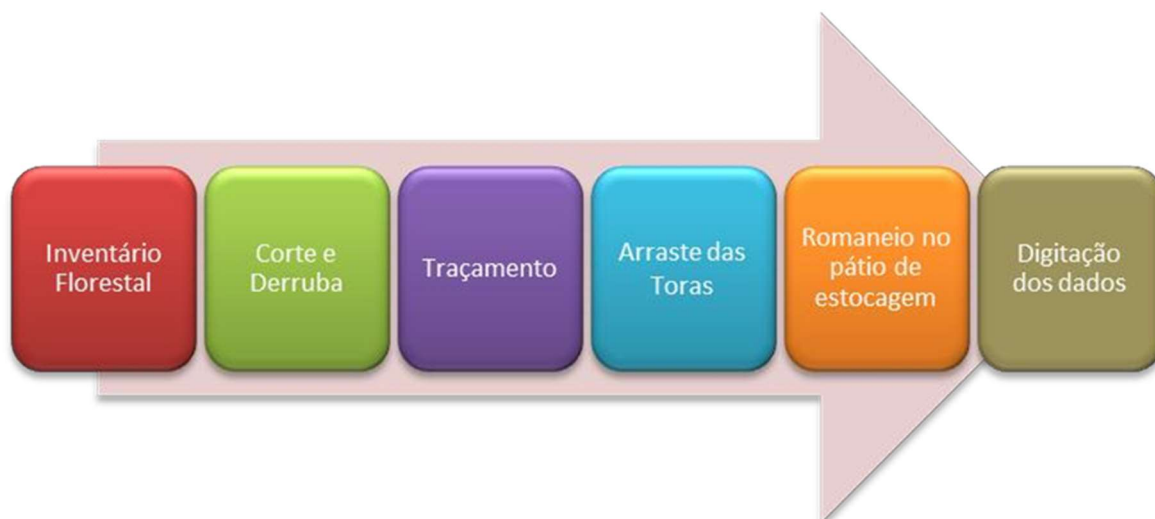 Inventário
Florestal
Corte e
Derruba
Traçamento
Arraste das
Toras
Romaneio no
pátio de
estocagem
Digitação
dos dados